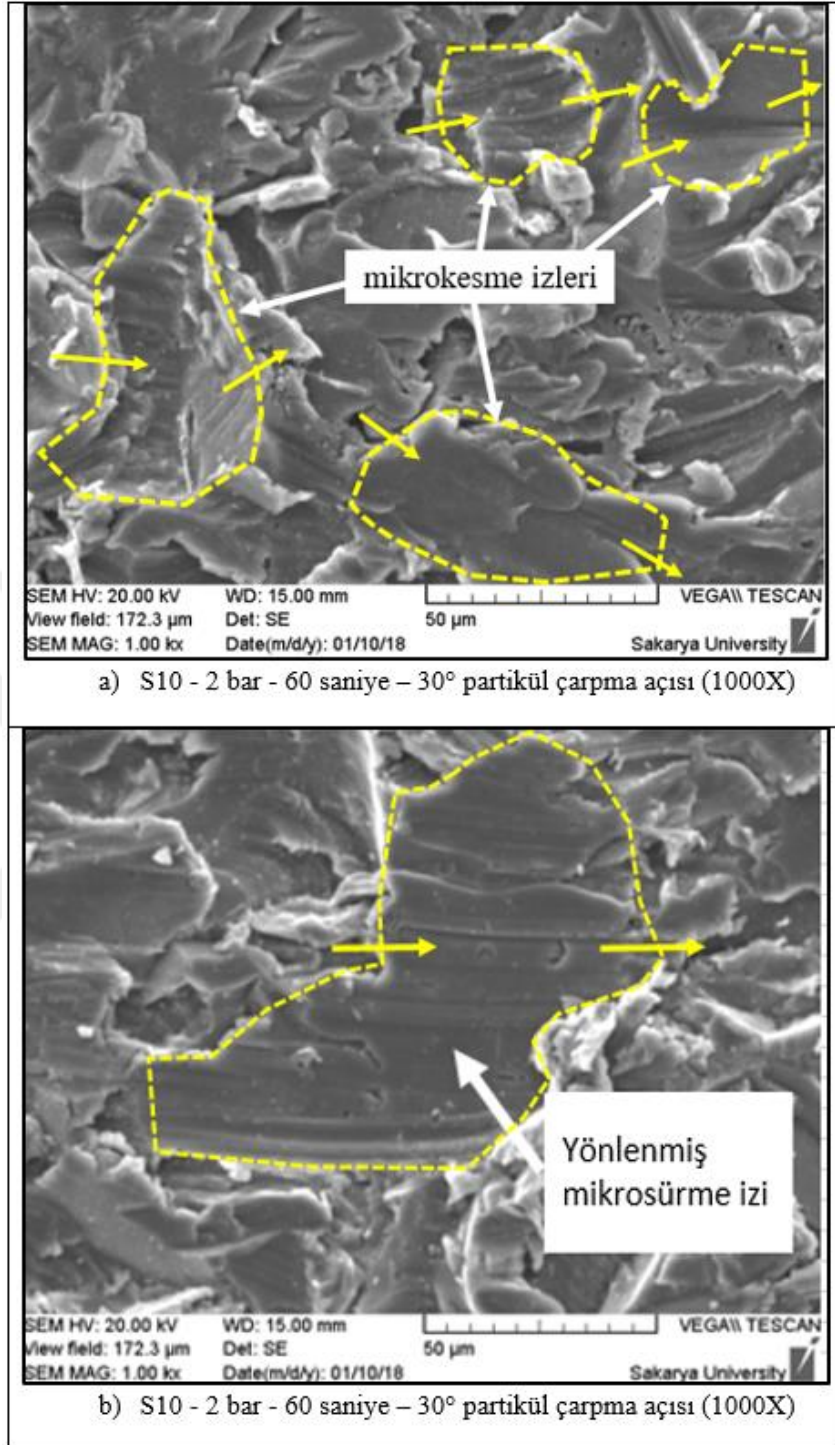 mikrokesme izleri
SEM HV: 20.00 kV WD: 15.00 mm VEGA\\ TESCAN
View field: 172.3 µm Det: SE 50 µm
SEM MAG: 1.00 kx Date(m/d/y): 01/10/18 Sakarya University
a) S10 - 2 bar - 60 saniye – 30° partikül çarpma açısı (1000X)
Yönlenmiş
mikrosürme izi
SEM HV: 20.00 kV WD: 15.00 mm VEGA\\ TESCAN
View field: 172.3 µm Det: SE 50 µm
SEM MAG: 1.00 kx Date(m/d/y): 01/10/18 Sakarya University
b) S10 - 2 bar - 60 saniye – 30° partikül çarpma açısı (1000X)